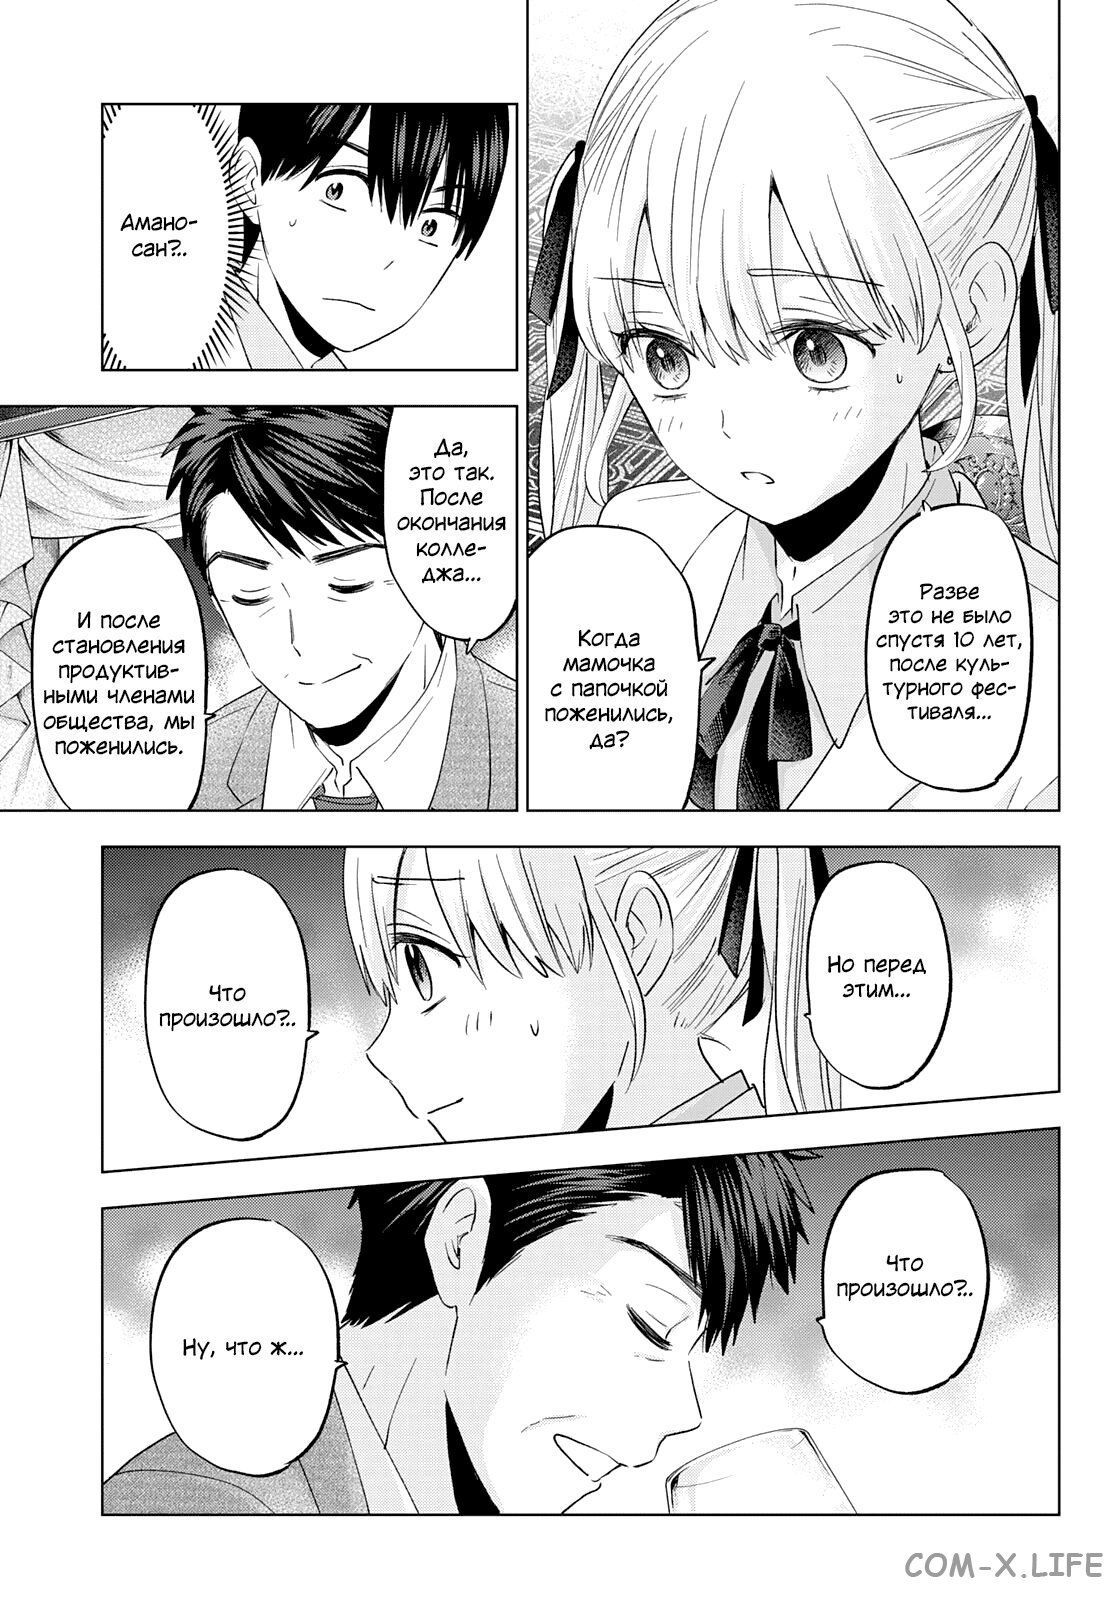 Разве
это не было
спустя 10 лет,
после куль-
турного фес-
тиваля...
Когда
мамочка
с папочкой
поженились,
да?
Амано-
сан?..
Да,
это так.
После
окончания
колле-
джа...
И после
становления
продуктив-
ными членами
общества, мы
поженились.
Но перед
этим...
Что
произошло?..
Что
произошло?..
Ну, что ж...
COM-X.LIFE